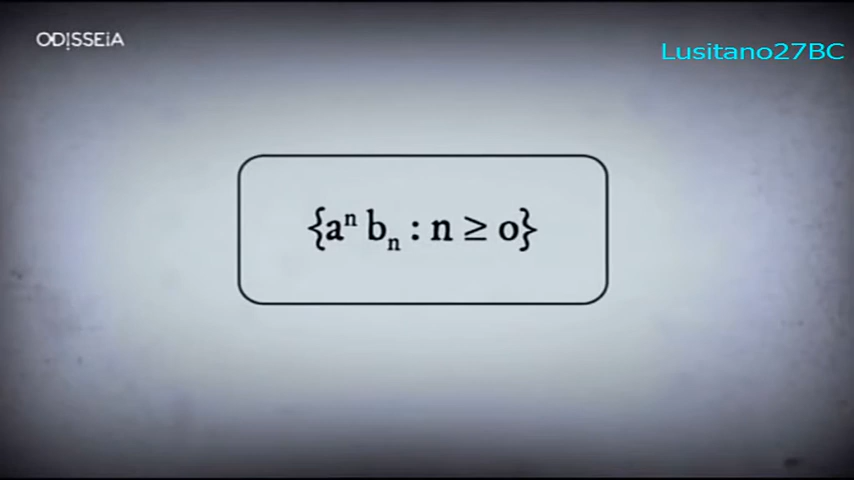 ODISSEiA
Lusitano27BC
{aⁿ bₙ : n ≥ o}